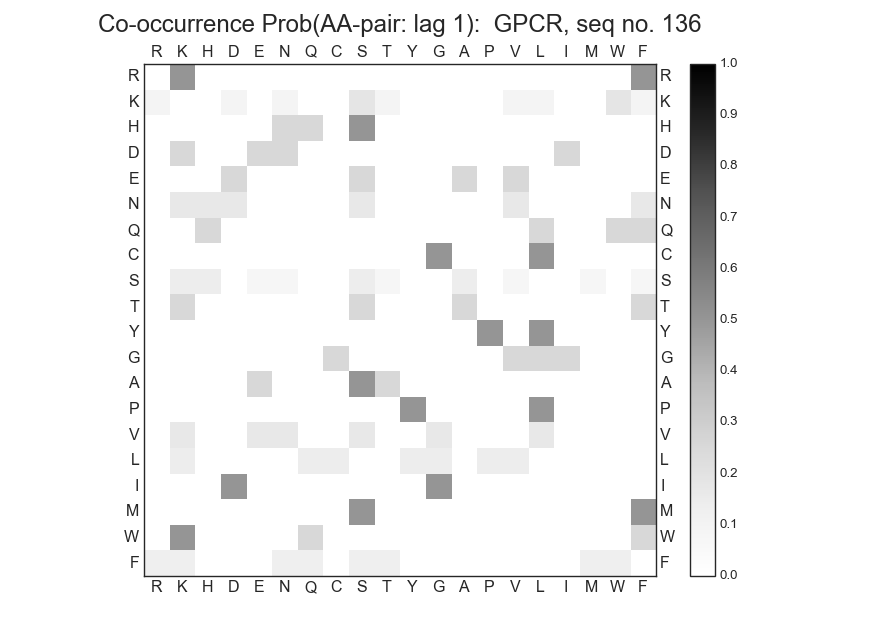 Co-occurrence Prob(AA-pair: lag 1):  GPCR, seq no. 136
R K H D E N Q C S T Y G A P V L I M W F
R R 1.0
K K 0.9
H H
D D 0.8
E E
N N 0.7
Q Q
C C 0.6
S S
T T 0.5
Y Y
G G 0.4
A A
P P 0.3
V V
L L 0.2
I I
M M 0.1
W W
F F 0.0
R K H D E N Q C S T Y G A P V L I M W F